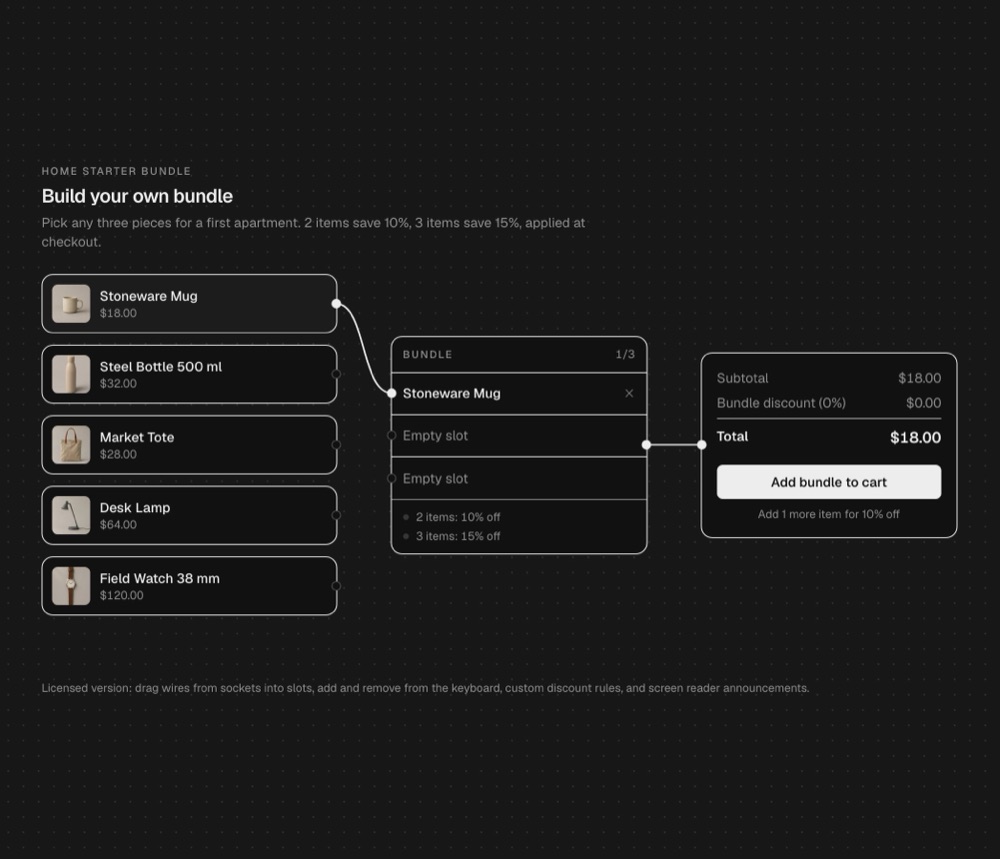 HOME STARTER BUNDLE
Build your own bundle
Pick any three pieces for a first apartment. 2 items save 10%, 3 items save 15%, applied at
checkout.
Stoneware Mug
$18.00
Steel Bottle 500 ml
$32.00
Market Tote
$28.00
Desk Lamp
$64.00
Field Watch 38 mm
$120.00
BUNDLE 1/3
Stoneware Mug ×
Empty slot
Empty slot
2 items: 10% off
3 items: 15% off
Subtotal $18.00
Bundle discount (0%) $0.00
Total $18.00
Add bundle to cart
Add 1 more item for 10% off
Licensed version: drag wires from sockets into slots, add and remove from the keyboard, custom discount rules, and screen reader announcements.